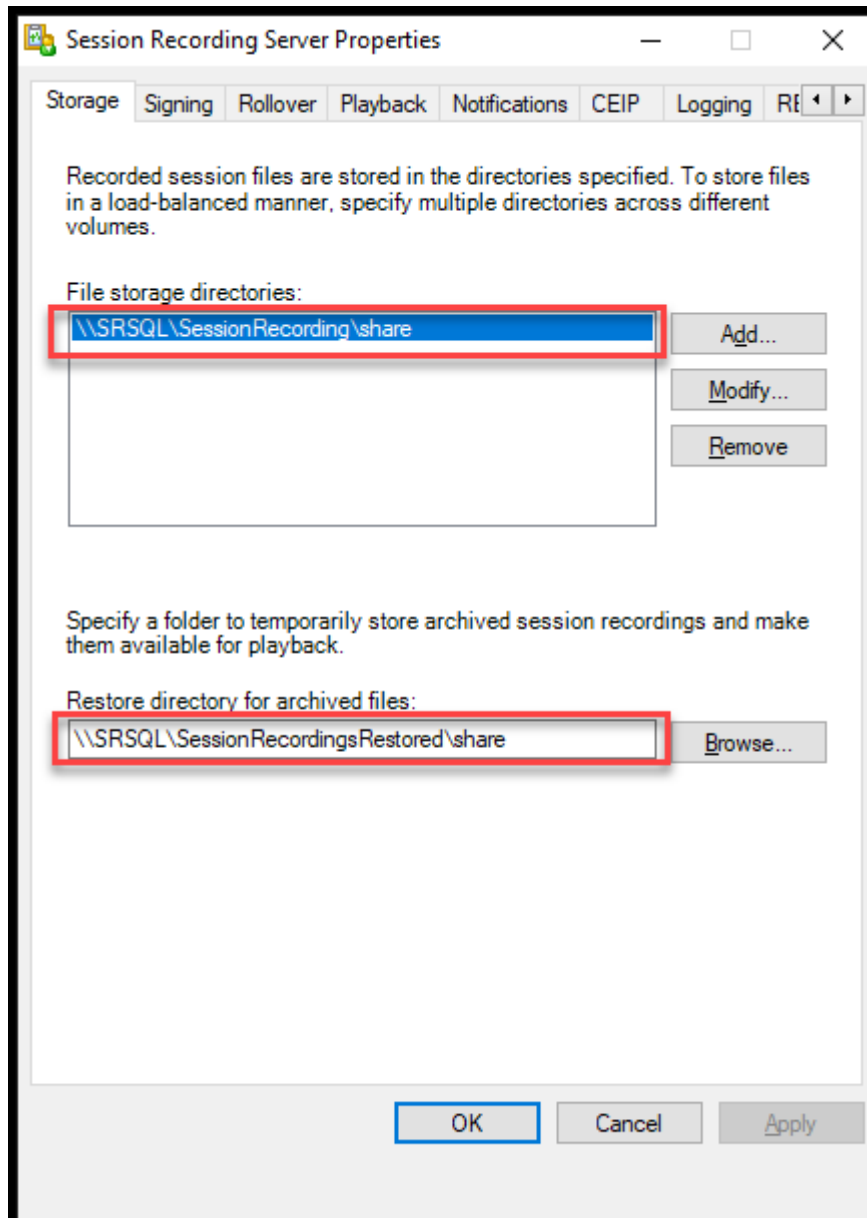 Session Recording Server Properties
Storage Signing Rollover Playback Notifications CEIP Logging
Recorded session files are stored in the directories specified. To store files
in a load-balanced manner, specify multiple directories across different
volumes.
File storage directories:
\\SRSQL\SessionRecording\share
Add...
Modify...
Remove
Specify a folder to temporarily store archived session recordings and make
them available for playback.
Restore directory for archived files:
\\SRSQL\SessionRecordingsRestored\share
Browse...
OK Cancel Apply